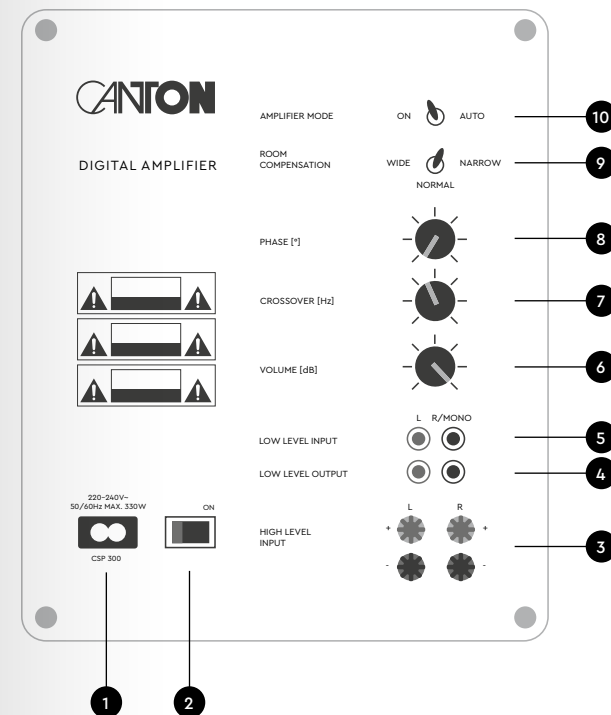 CANTON
DIGITAL AMPLIFIER
AMPLIFIER MODE ON AUTO 10
ROOM
COMPENSATION WIDE NARROW 9
NORMAL
PHASE [°] 8
CROSSOVER [Hz] 7
VOLUME [dB] 6
L R/MONO
LOW LEVEL INPUT 5
LOW LEVEL OUTPUT 4
220-240V~
50/60Hz MAX. 330W ON
CSP 300
L R
HIGH LEVEL
INPUT + + 3
- -
1 2